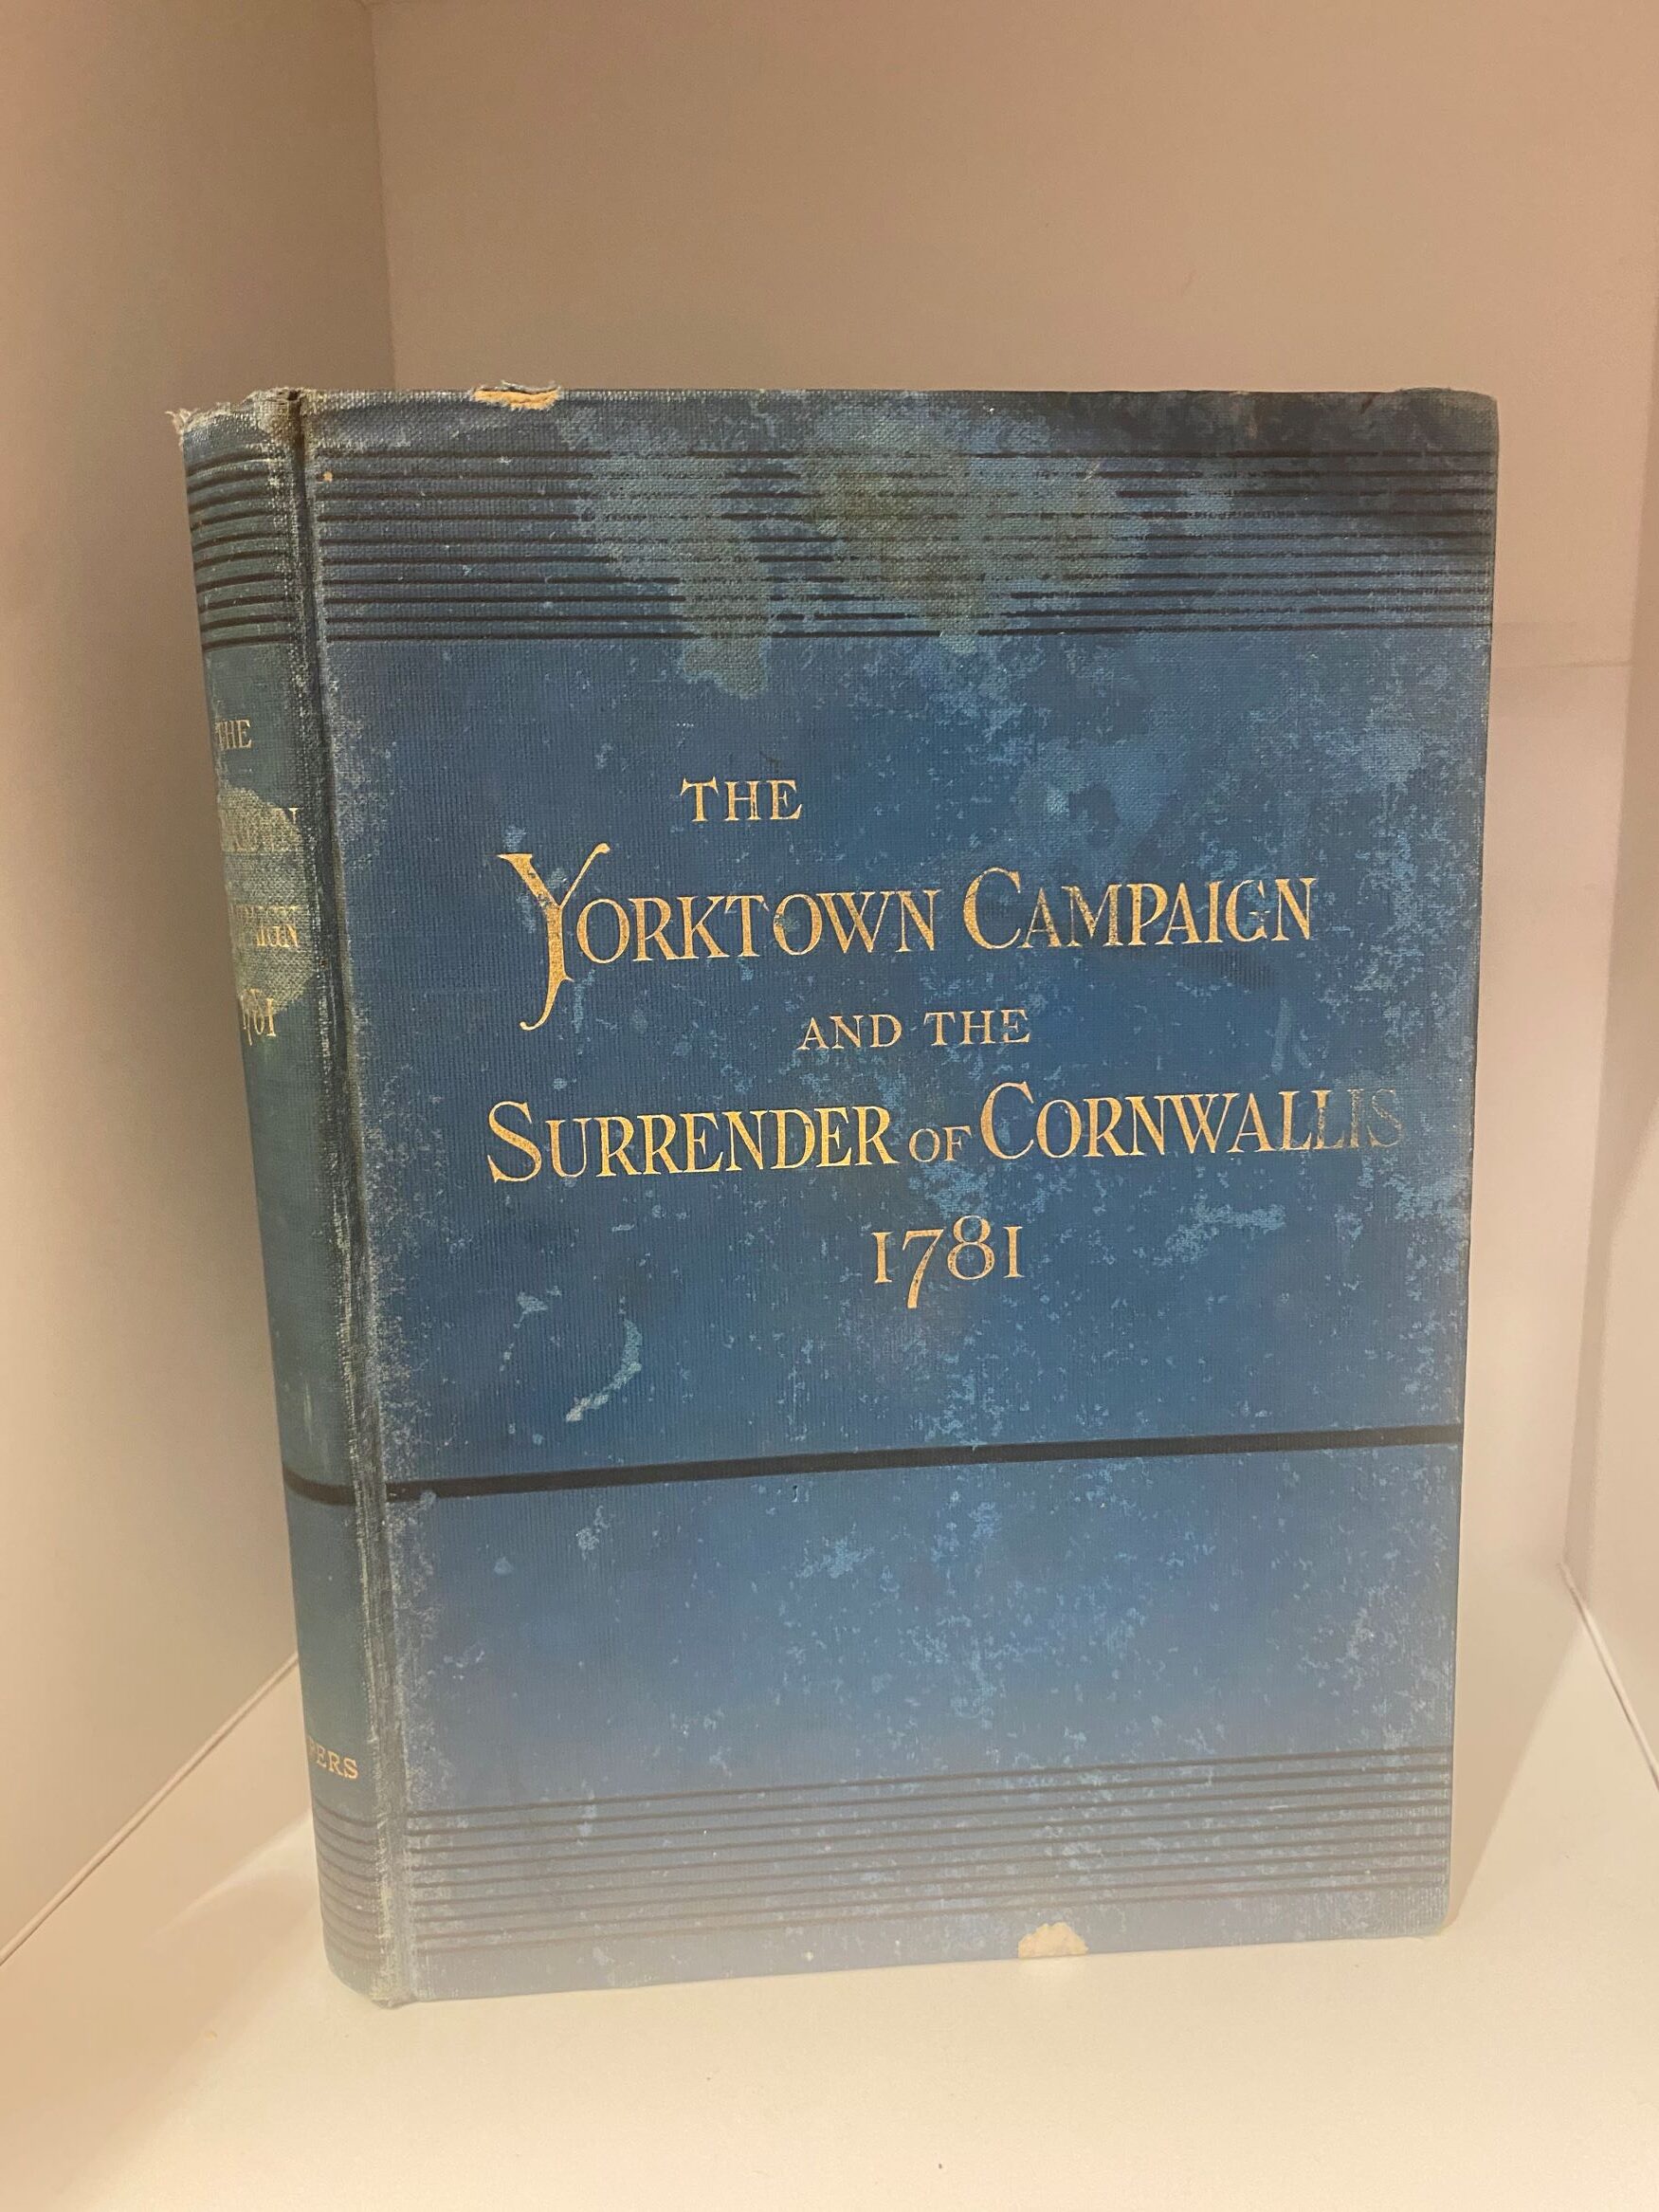 THE
YORKTOWN CAMPAIGN
AND THE
SURRENDER OF CORNWALLIS
1781
THE
1781